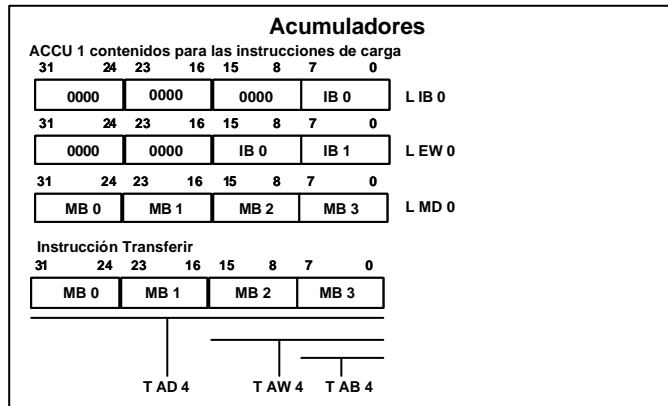 Acumuladores
ACCU 1 contenidos para las instrucciones de carga
31 24 23 16 15 8 7 0
0000 0000 0000 IB 0 L IB 0
31 24 23 16 15 8 7 0
0000 0000 IB 0 IB 1 L EW 0
31 24 23 16 15 8 7 0
MB 0 MB 1 MB 2 MB 3 L MD 0
Instrucción Transferir
31 24 23 16 15 8 7 0
MB 0 MB 1 MB 2 MB 3
T AD 4 T AW 4 T AB 4